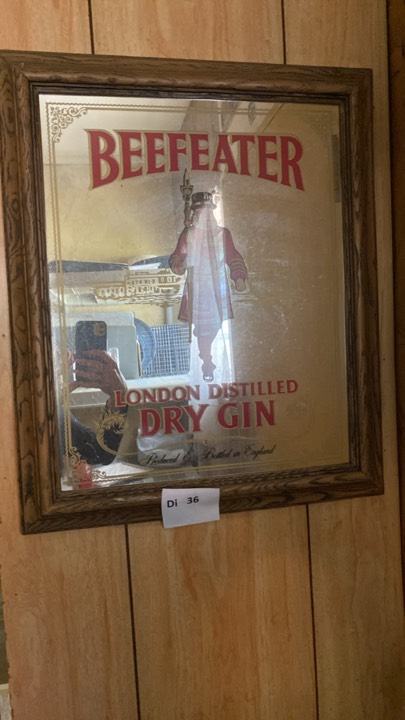 BEEFEATER
LONDON DISTILLED
DRY GIN
Produced & Bottled in England
Di 36